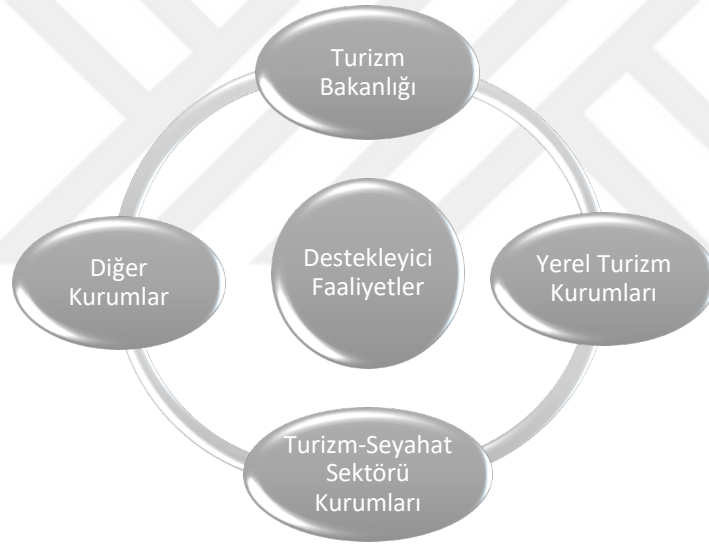 Turizm
Bakanlığı
Diğer
Kurumlar
Destekleyici
Faaliyetler
Yerel Turizm
Kurumları
Turizm-Seyahat
Sektörü
Kurumları